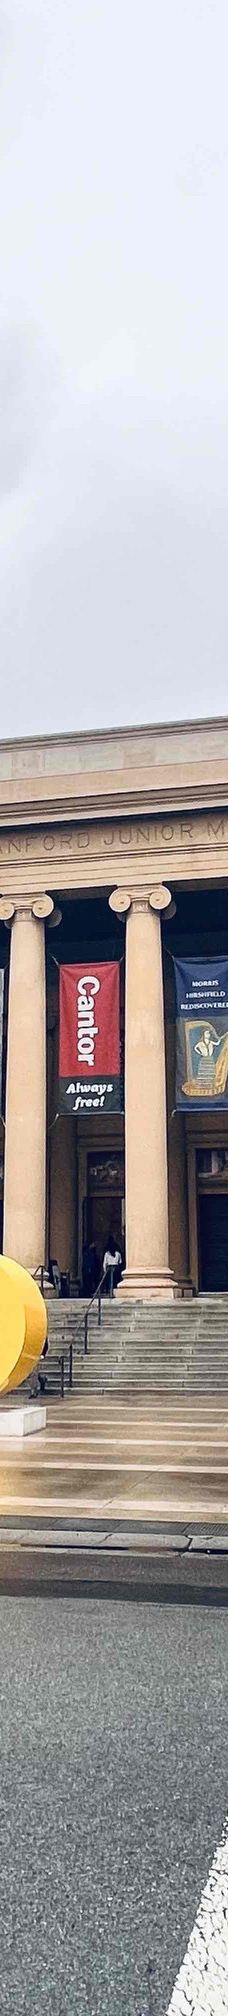 ANFORD JUNIOR M
Cantor
Always
free!
MORRIS
HIRSHFIELD
REDISCOVERED